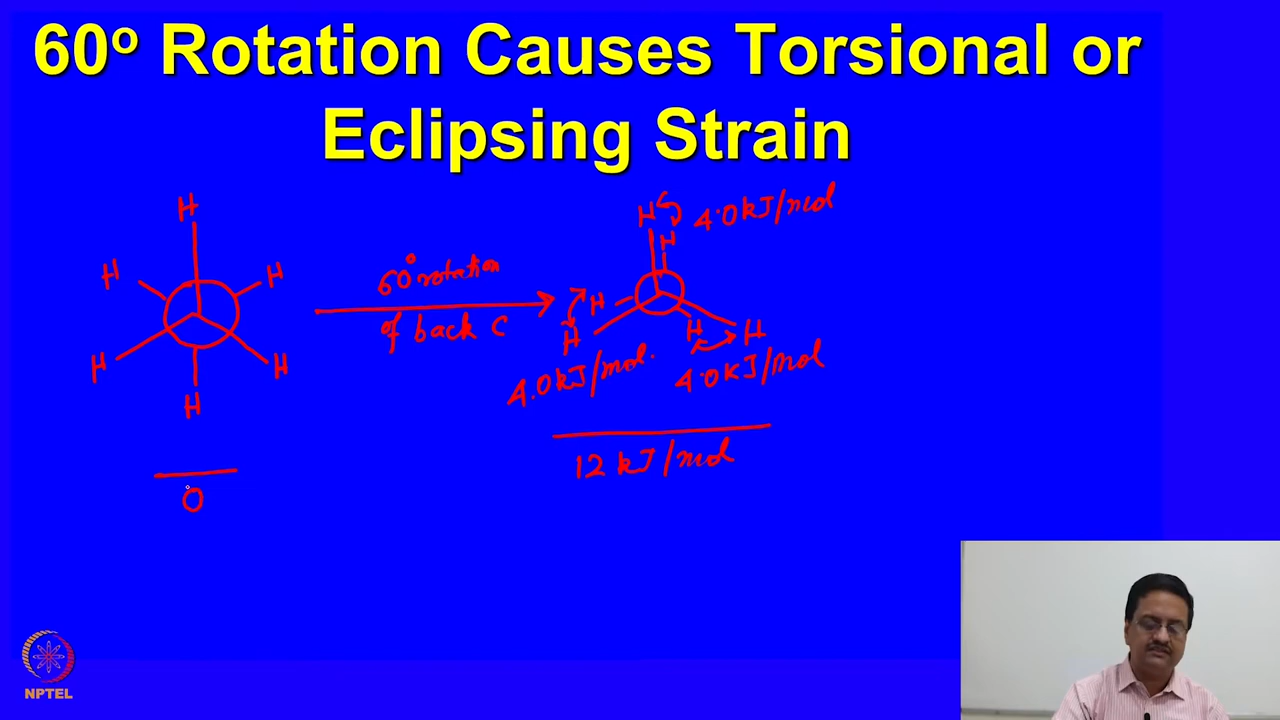 60° Rotation Causes Torsional or
Eclipsing Strain
H
H
H
H
H
H
0
60° rotation
of back C
H
H
4.0 kJ/mol
H
H
4.0 kJ/mol.
H
H
4.0 kJ/mol
12 kJ/mol
NPTEL